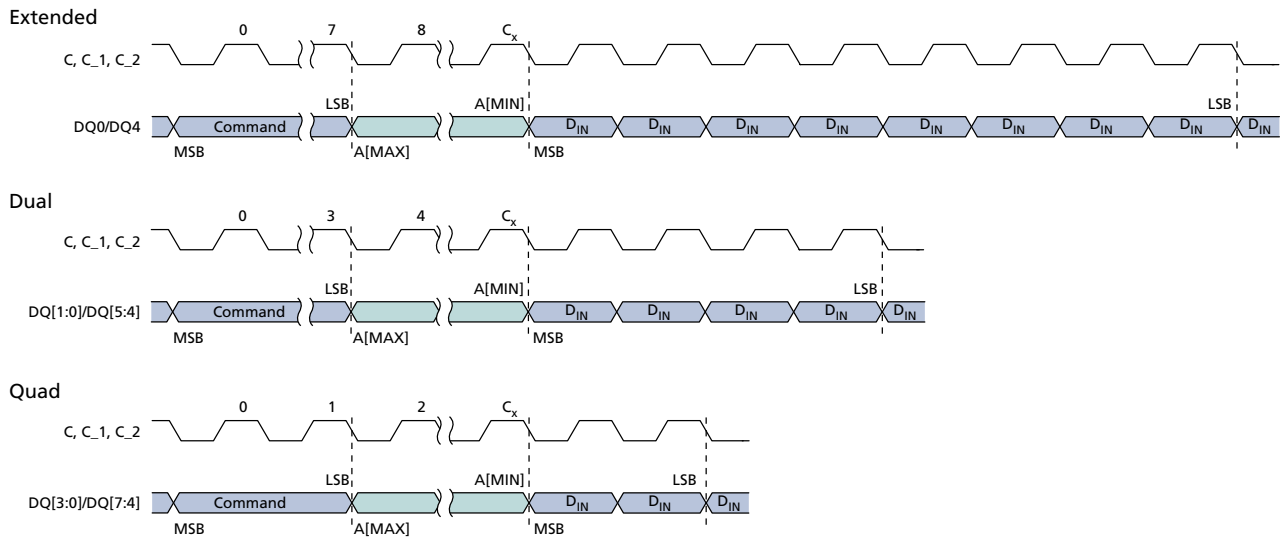 Extended
0 7 8 Cx
C, C_1, C_2
LSB A[MIN] LSB
DQ0/DQ4 Command DIN DIN DIN DIN DIN DIN DIN DIN DIN
MSB A[MAX] MSB
Dual
0 3 4 Cx
C, C_1, C_2
LSB A[MIN] LSB
DQ[1:0]/DQ[5:4] Command DIN DIN DIN DIN DIN
MSB A[MAX] MSB
Quad
0 1 2 Cx
C, C_1, C_2
LSB A[MIN] LSB
DQ[3:0]/DQ[7:4] Command DIN DIN DIN
MSB A[MAX] MSB